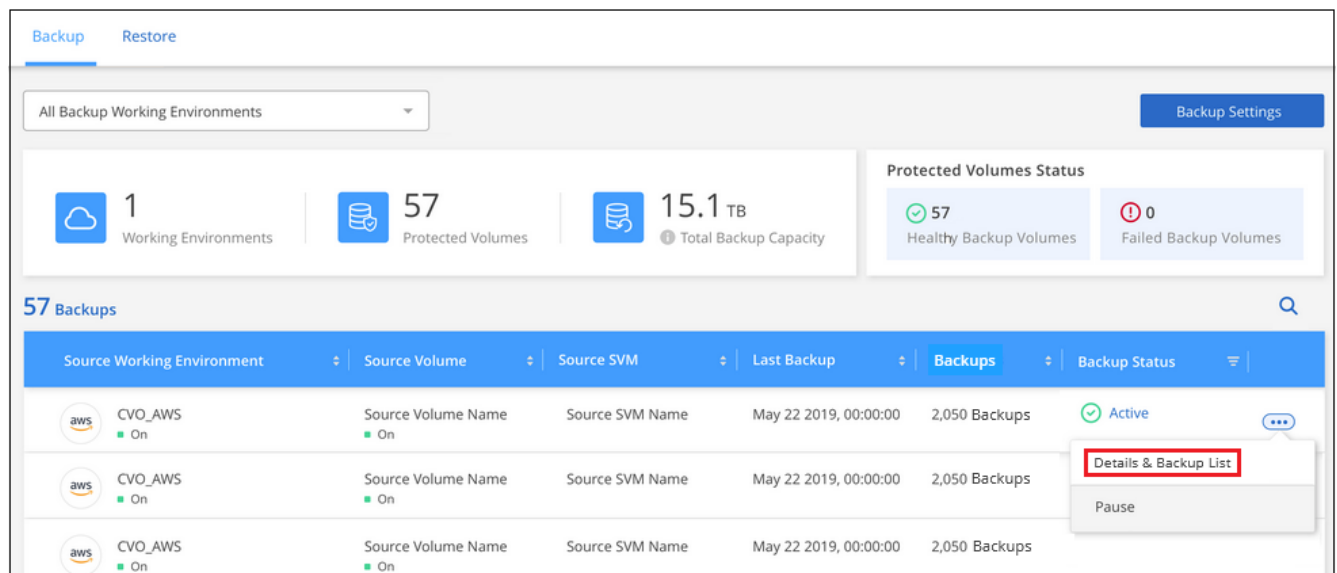 Backup Restore
All Backup Working Environments
Backup Settings
1
Working Environments
57
Protected Volumes
15.1 TB
Total Backup Capacity
Protected Volumes Status
57
Healthy Backup Volumes
0
Failed Backup Volumes
57 Backups
Source Working Environment Source Volume Source SVM Last Backup Backups Backup Status
aws CVO_AWS Source Volume Name Source SVM Name May 22 2019, 00:00:00 2,050 Backups Active
On On
Details & Backup List
aws CVO_AWS Source Volume Name Source SVM Name May 22 2019, 00:00:00 2,050 Backups
On On
Pause
aws CVO_AWS Source Volume Name Source SVM Name May 22 2019, 00:00:00 2,050 Backups
On On